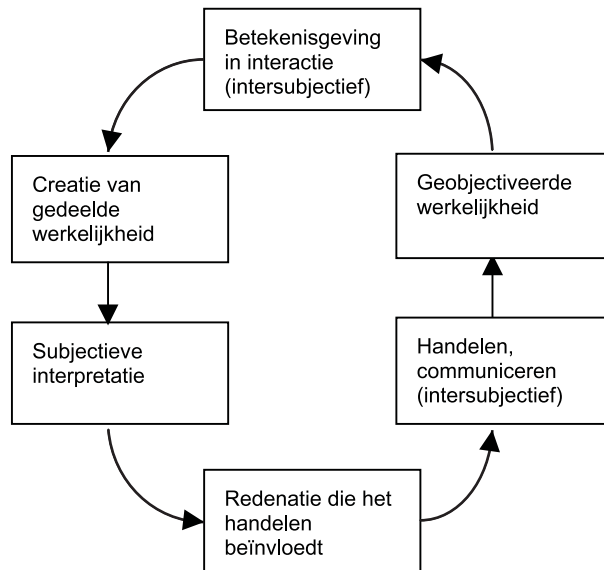 Betekenisgeving
in interactie
(intersubjectief)
Creatie van
gedeelde
werkelijkheid
Geobjectiveerde
werkelijkheid
Subjectieve
interpretatie
Handelen,
communiceren
(intersubjectief)
Redenatie die het
handelen
beïnvloedt